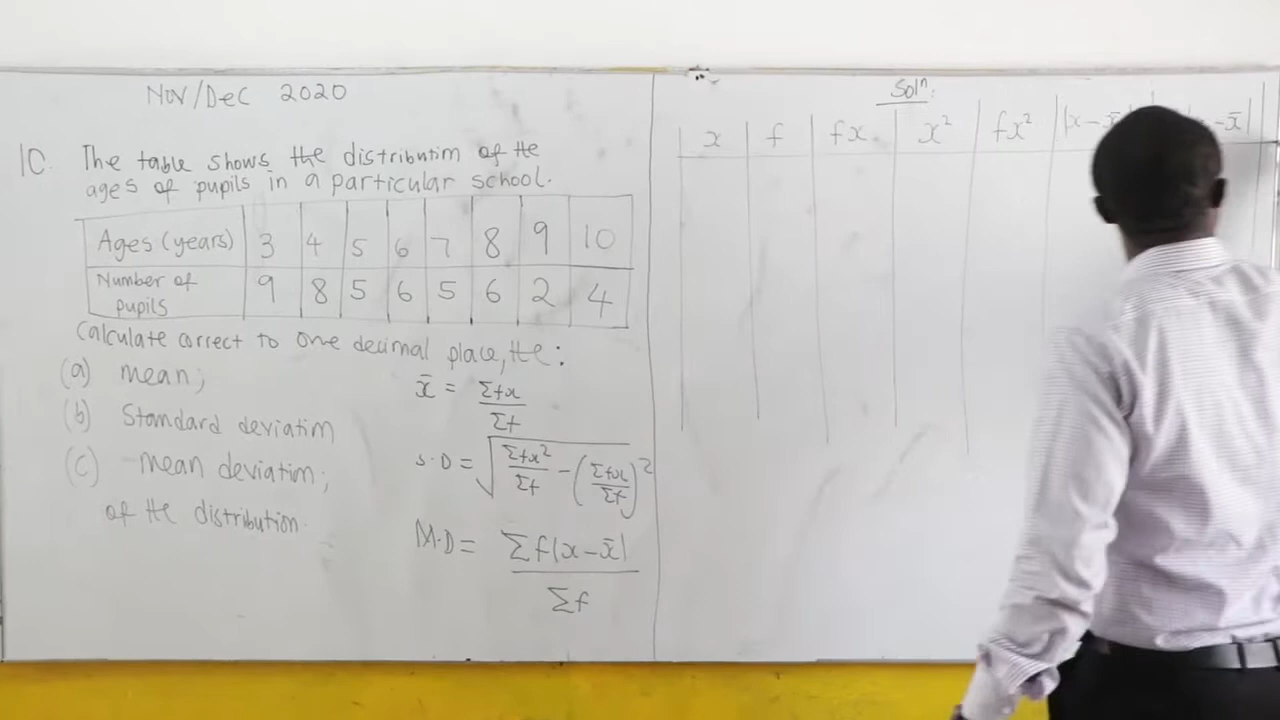 Nov/Dec 2020
10. The table shows the distribution of the
ages of pupils in a particular school.
Ages (years) 3 4 5 6 7 8 9 10
Number of pupils 9 8 5 6 5 6 2 4
Calculate correct to one decimal place, the:
(a) mean;
(b) Standard deviation
(c) mean deviation;
of the distribution.
x̄ = Σfx / Σf
S.D = √(Σfx²/Σf − (Σfx/Σf)²)
M.D = Σf|x−x̄| / Σf
Solⁿ:
x f fx x² fx² |x−x̄| −x̄|